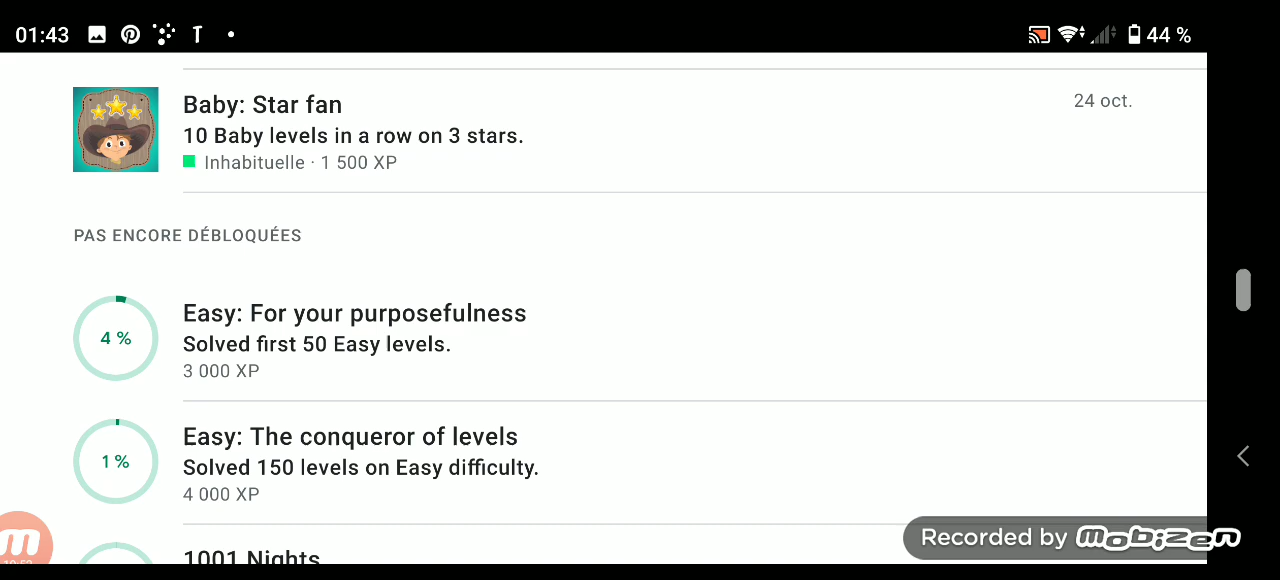 01:43
44 %
Baby: Star fan
24 oct.
10 Baby levels in a row on 3 stars.
Inhabituelle · 1 500 XP
PAS ENCORE DÉBLOQUÉES
4 %
Easy: For your purposefulness
Solved first 50 Easy levels.
3 000 XP
1 %
Easy: The conqueror of levels
Solved 150 levels on Easy difficulty.
4 000 XP
Recorded by mobizen
1001 Nights